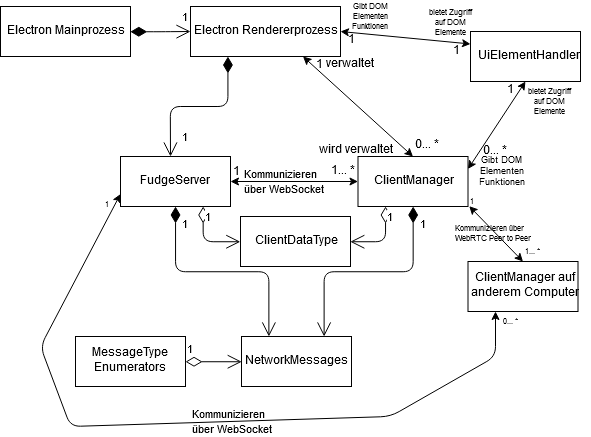 Electron Mainprozess
1
Electron Rendererprozess
Gibt DOM
Elementen
Funktionen
1
bietet Zugriff
auf DOM
Elemente
1
UiElementHandler
1 verwaltet
1
bietet Zugriff
auf DOM
Elemente
1
wird verwaltet
0... *
0... *
Gibt DOM
Elementen
Funktionen
FudgeServer
1
Kommunizieren
über WebSocket
1... *
ClientManager
1
1
1
1
1
1
ClientDataType
Kommunizieren über
WebRTC Peer to Peer
1... *
ClientManager auf
anderem Computer
0... *
MessageType
Enumerators
1
NetworkMessages
Kommunizieren
über WebSocket